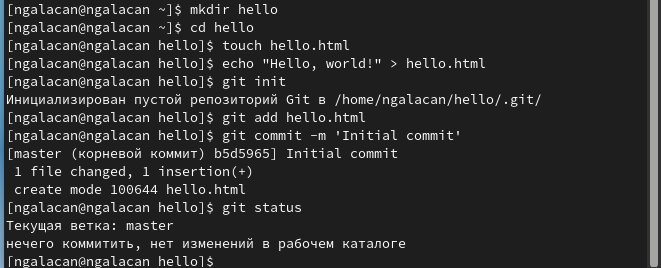 [ngalacan@ngalacan ~]$ mkdir hello
[ngalacan@ngalacan ~]$ cd hello
[ngalacan@ngalacan hello]$ touch hello.html
[ngalacan@ngalacan hello]$ echo "Hello, world!" > hello.html
[ngalacan@ngalacan hello]$ git init
Инициализирован пустой репозиторий Git в /home/ngalacan/hello/.git/
[ngalacan@ngalacan hello]$ git add hello.html
[ngalacan@ngalacan hello]$ git commit -m 'Initial commit'
[master (корневой коммит) b5d5965] Initial commit
 1 file changed, 1 insertion(+)
 create mode 100644 hello.html
[ngalacan@ngalacan hello]$ git status
Текущая ветка: master
нечего коммитить, нет изменений в рабочем каталоге
[ngalacan@ngalacan hello]$